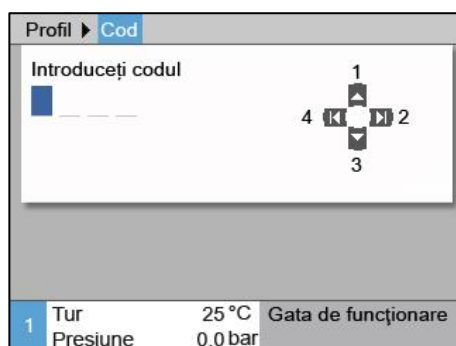 Profil ▶ Cod
Introduceți codul
1
4 2
3
1 Tur 25 °C Gata de funcționare
Presiune 0.0 bar